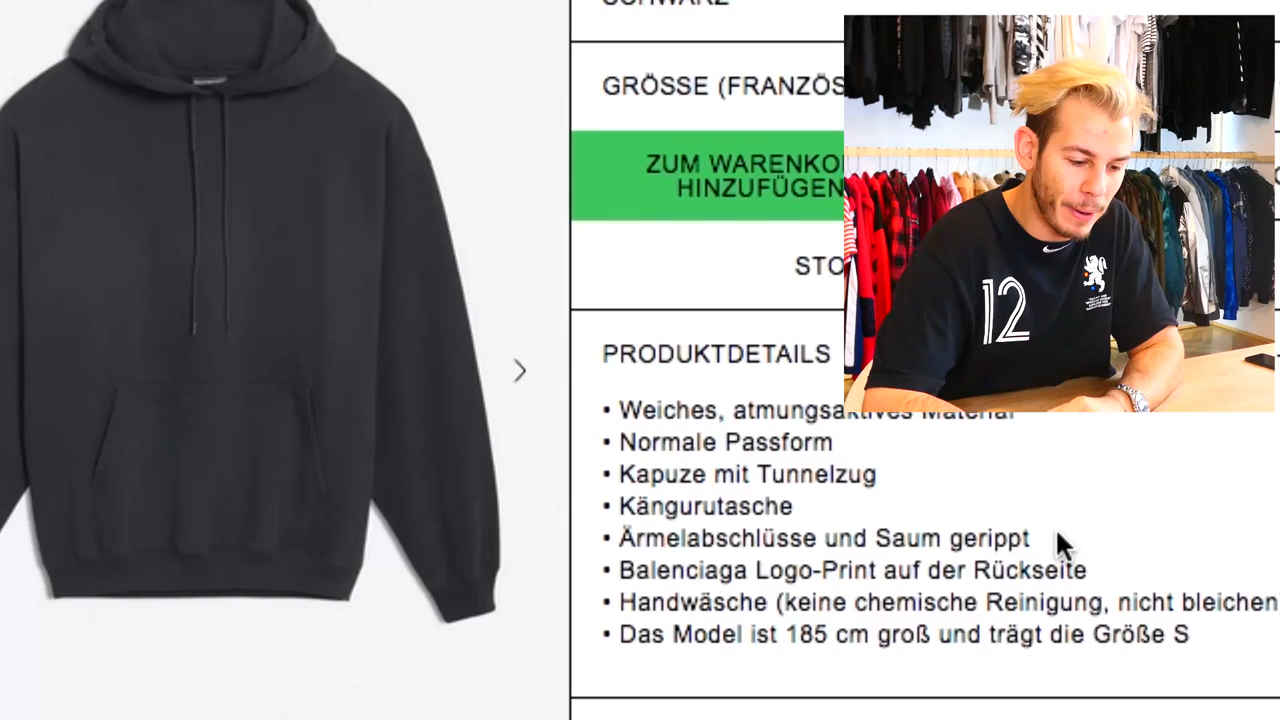 SCHWARZ
GRÖSSE (FRANZÖS
ZUM WARENKO
HINZUFÜGEN
STO
12
PRODUKTDETAILS
• Weiches, atmungsaktives Material
• Normale Passform
• Kapuze mit Tunnelzug
• Kängurutasche
• Ärmelabschlüsse und Saum gerippt
• Balenciaga Logo-Print auf der Rückseite
• Handwäsche (keine chemische Reinigung, nicht bleichen)
• Das Model ist 185 cm groß und trägt die Größe S